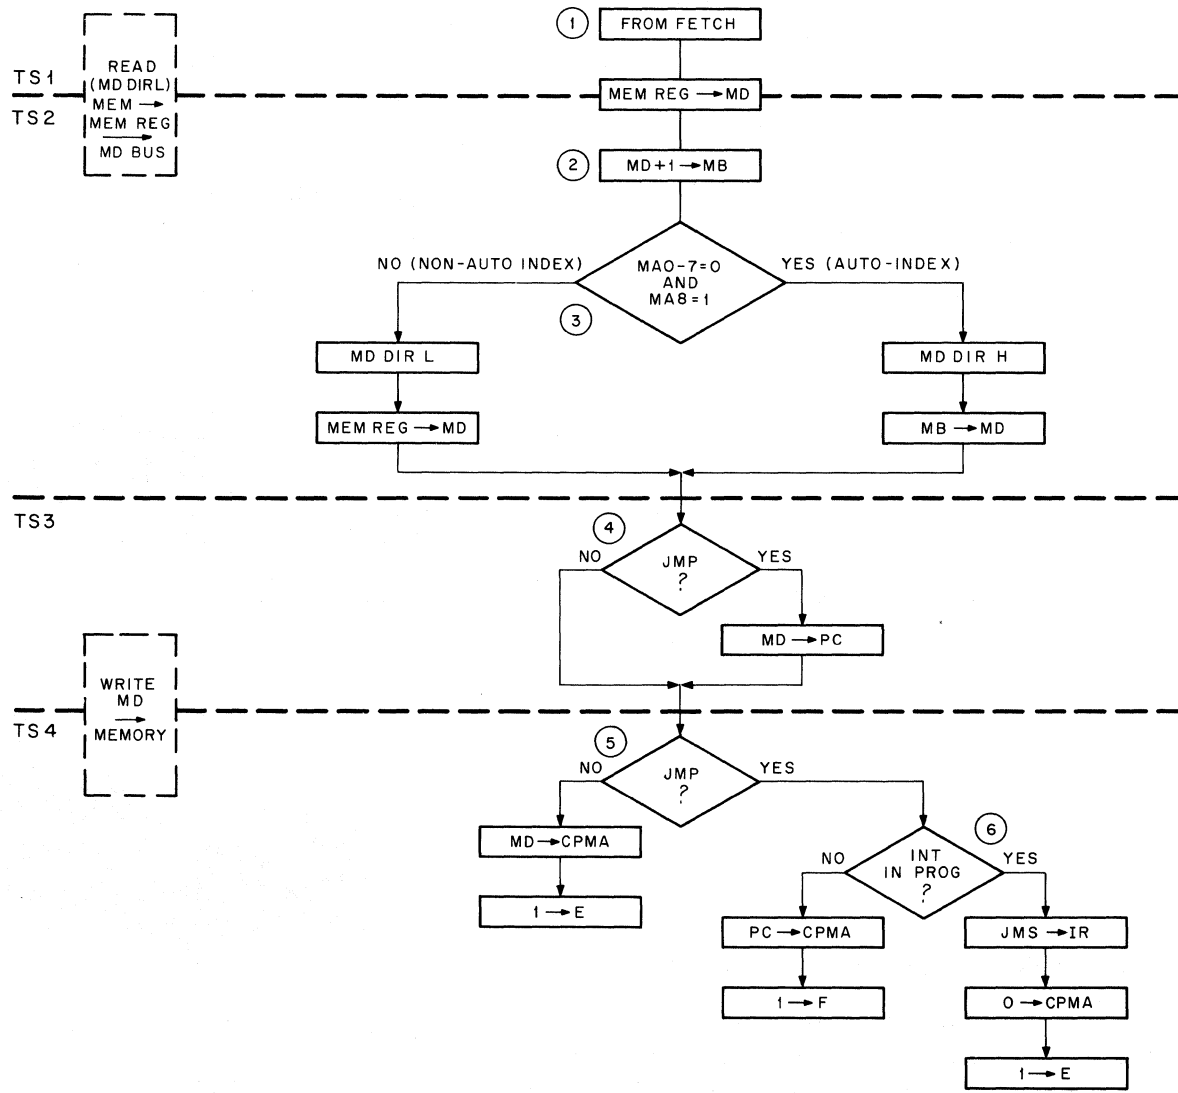 1
FROM FETCH
TS1
READ
(MD DIRL)
MEM →
MEM REG
→
MD BUS
MEM REG → MD
TS2
2
MD+1 → MB
NO (NON-AUTO INDEX)
MA0-7=0
AND
MA8=1
YES (AUTO-INDEX)
3
MD DIR L
MD DIR H
MEM REG → MD
MB → MD
TS3
4
NO
JMP
?
YES
MD → PC
WRITE
MD
→
MEMORY
TS4
5
NO
JMP
?
YES
MD → CPMA
1 → E
6
NO
INT
IN PROG
?
YES
PC → CPMA
JMS → IR
1 → F
0 → CPMA
1 → E